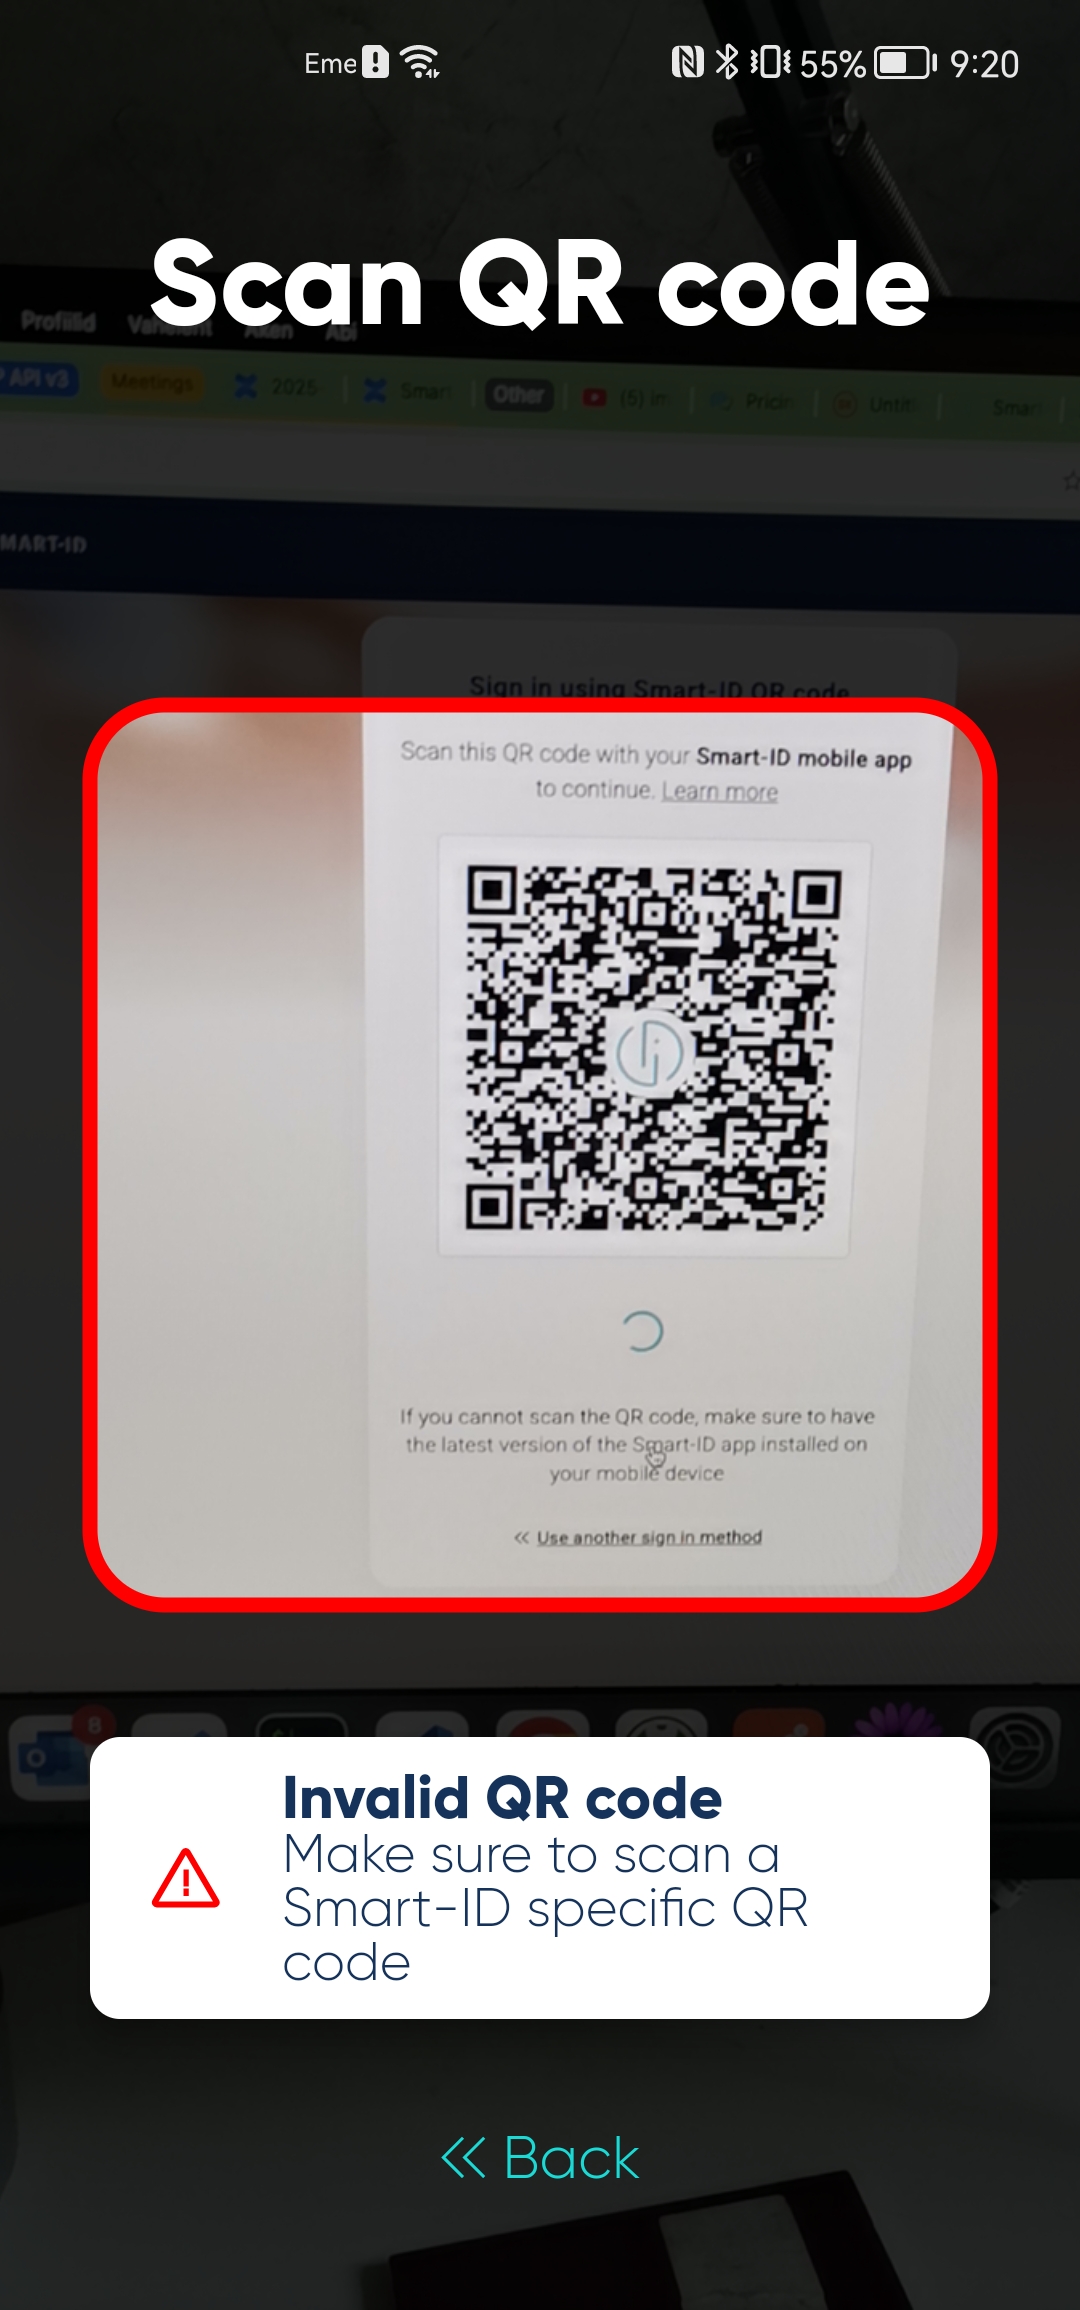 Eme 55% 9:20
Scan QR code
Profiilid Vaheleht Aken Abi
API v3 Meetings 2025 Smart Other (5) Im Pricin Untitl Smar
MART-ID
Sign in using Smart-ID QR code
Scan this QR code with your Smart-ID mobile app
to continue. Learn more
If you cannot scan the QR code, make sure to have
the latest version of the Smart-ID app installed on
your mobile device
<< Use another sign in method
8
Invalid QR code
Make sure to scan a
Smart-ID specific QR
code
<< Back